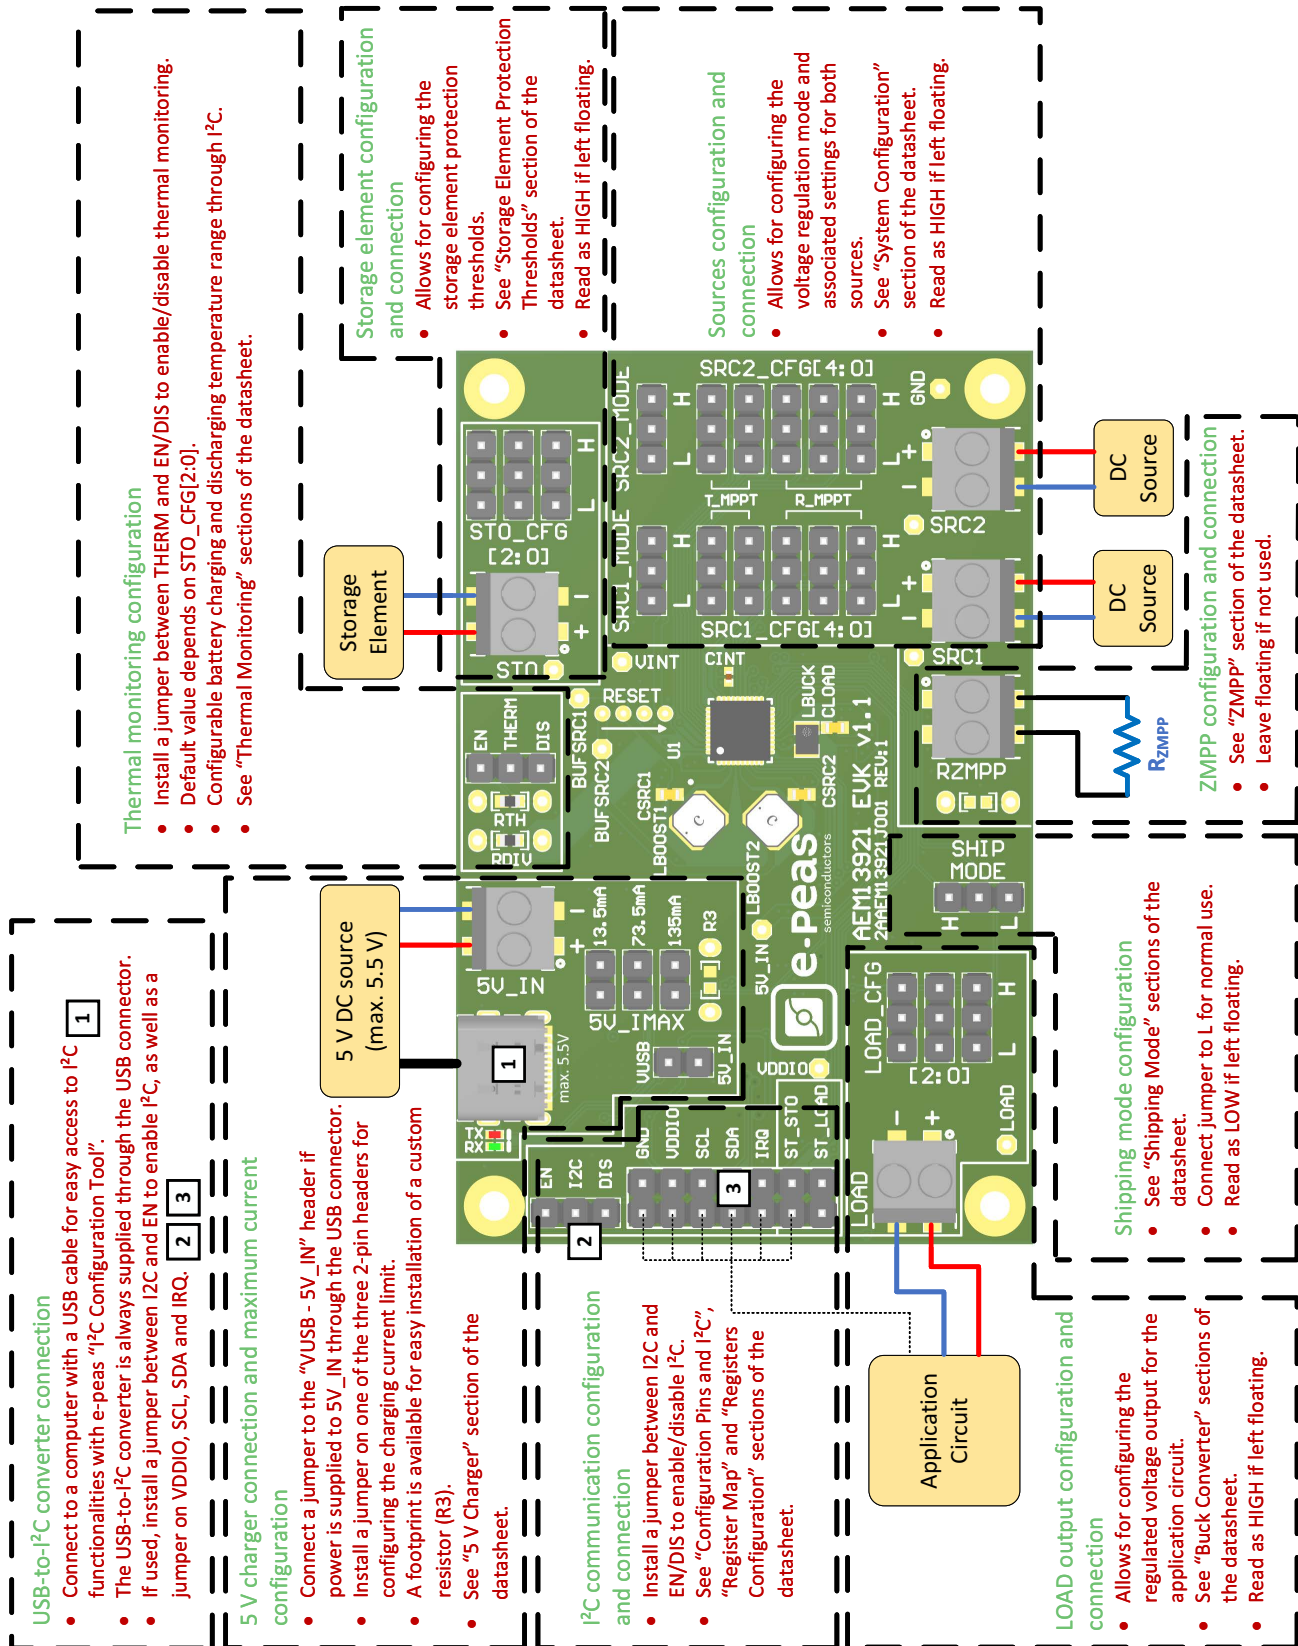 USB-to-I²C converter connection
• Connect to a computer with a USB cable for easy access to I²C
functionalities with e-peas “I²C Configuration Tool”. 1
• The USB-to-I²C converter is always supplied through the USB connector.
• If used, install a jumper between I2C and EN to enable I²C, as well as a
jumper on VDDIO, SCL, SDA and IRQ. 2 3
5 V charger connection and maximum current
configuration
• Connect a jumper to the “VUSB - 5V_IN” header if
power is supplied to 5V_IN through the USB connector.
• Install a jumper on one of the three 2-pin headers for
configuring the charging current limit.
• A footprint is available for easy installation of a custom
resistor (R3).
• See “5 V Charger” section of the
datasheet.
I²C communication configuration
and connection
• Install a jumper between I2C and
EN/DIS to enable/disable I²C.
• See “Configuration Pins and I²C”,
“Register Map” and “Registers
Configuration” sections of the
datasheet.
Application
Circuit
LOAD output configuration and
connection
• Allows for configuring the
regulated voltage output for the
application circuit.
• See “Buck Converter” sections of
the datasheet.
• Read as HIGH if left floating.
Thermal monitoring configuration
• Install a jumper between THERM and EN/DIS to enable/disable thermal monitoring.
• Default value depends on STO_CFG[2:0].
• Configurable battery charging and discharging temperature range through I²C.
• See “Thermal Monitoring” sections of the datasheet.
5 V DC source
(max. 5.5 V)
Storage
Element
Storage element configuration
and connection
• Allows for configuring the
storage element protection
thresholds.
• See “Storage Element Protection
Thresholds” section of the
datasheet.
• Read as HIGH if left floating.
Sources configuration and
connection
• Allows for configuring the
voltage regulation mode and
associated settings for both
sources.
• See “System Configuration”
section of the datasheet.
• Read as HIGH if left floating.
TX
RX
1
max. 5.5V
5V_IN
+ -
5V_IMAX
13.5mA
73.5mA
135mA
R3
VUSB
5V_IN
5V_IN
EN
I2C
DIS
2
GND
VDDIO
SCL
SDA
IRQ
ST_STO
ST_LOAD
3
VDDIO
LOAD
- +
LOAD
LOAD_CFG
[2:0]
L H
SHIP
MODE
H
L
RDIV
RTH
EN
THERM
DIS
BUFSRC1
BUFSRC2
RESET
VINT
CINT
U1
CSRC1
LBOOST1
LBOOST2
CSRC2
LBUCK
CLOAD
e-peas
semiconductors
AEM13921 EVK v1.1
2AAEM13921J001 REV:1
STO
+ -
STO_CFG
[2:0]
L H
SRC1_MODE
L H
SRC1_CFG[4:0]
T_MPPT
R_MPPT
L H
SRC2_MODE
L H
SRC2_CFG[4:0]
L H
GND
SRC1
- +
SRC2
- +
RZMPP
RZMPP
DC
Source
DC
Source
Shipping mode configuration
• See “Shipping Mode” sections of the
datasheet.
• Connect jumper to L for normal use.
• Read as LOW if left floating.
ZMPP configuration and connection
• See “ZMPP” section of the datasheet.
• Leave floating if not used.